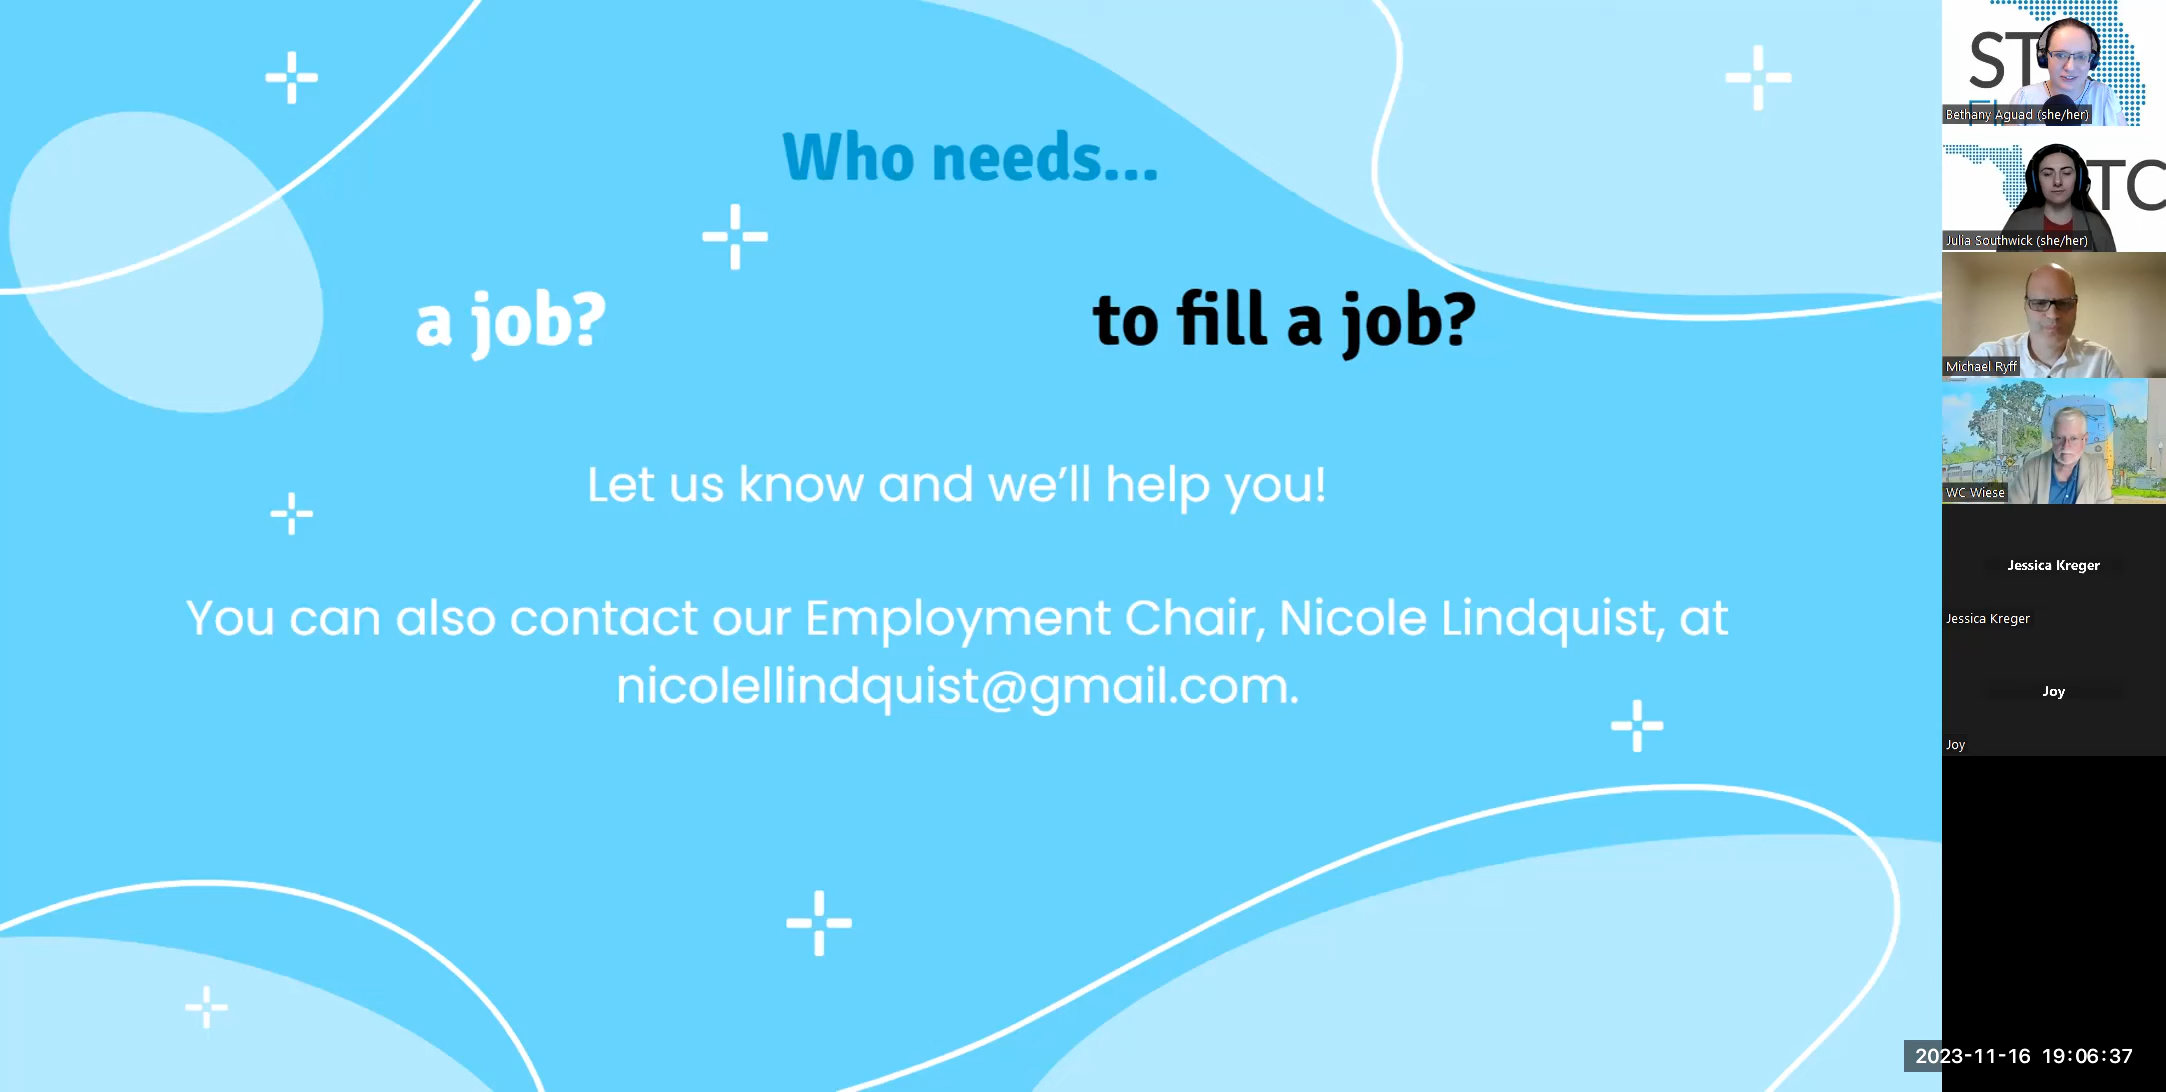 Who needs...
a job?
to fill a job?
Let us know and we’ll help you!
You can also contact our Employment Chair, Nicole Lindquist, at
nicolellindquist@gmail.com.
ST
Bethany Aguad (she/her)
TC
Julia Southwick (she/her)
Michael Ryff
WC Wiese
Jessica Kreger
Jessica Kreger
Joy
Joy
2023-11-16 19:06:37